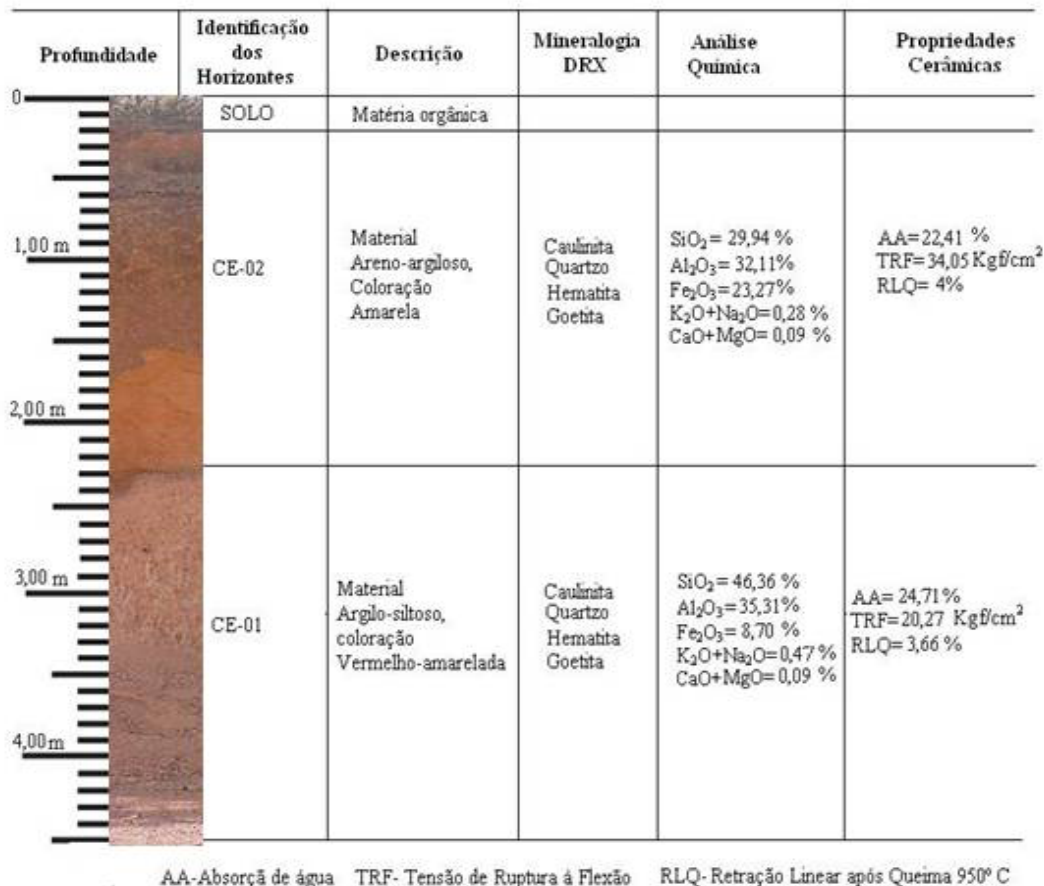 Profundidade
Identificação
dos
Horizontes
Descrição
Mineralogia
DRX
Análise
Quimica
Propriedades
Cerâmicas
0
SOLO
Matéria orgânica
1,00 m
CE-02
Material
Areno-argiloso,
Coloração
Amarela
Caulinita
Quartzo
Hematita
Goetita
SiO₂= 29,94 %
Al₂O₃= 32,11%
Fe₂O₃= 23,27%
K₂O+Na₂O=0,28 %
CaO+MgO= 0,09 %
AA=22,41 %
TRF=34,05 Kgf/cm²
RLQ= 4%
2,00 m
3,00 m
CE-01
Material
Argilo-siltoso,
coloração
Vermelho-amarelada
Caulinita
Quartzo
Hematita
Goetita
SiO₂= 46,36 %
Al₂O₃= 35,31%
Fe₂O₃= 8,70 %
K₂O+Na₂O=0,47 %
CaO+MgO= 0,09 %
AA= 24,71%
TRF=20,27 Kgf/cm²
RLQ= 3,66 %
4,00 m
AA-Absorçã de água TRF- Tensão de Ruptura á Flexão RLQ- Retração Linear após Queima 950º C